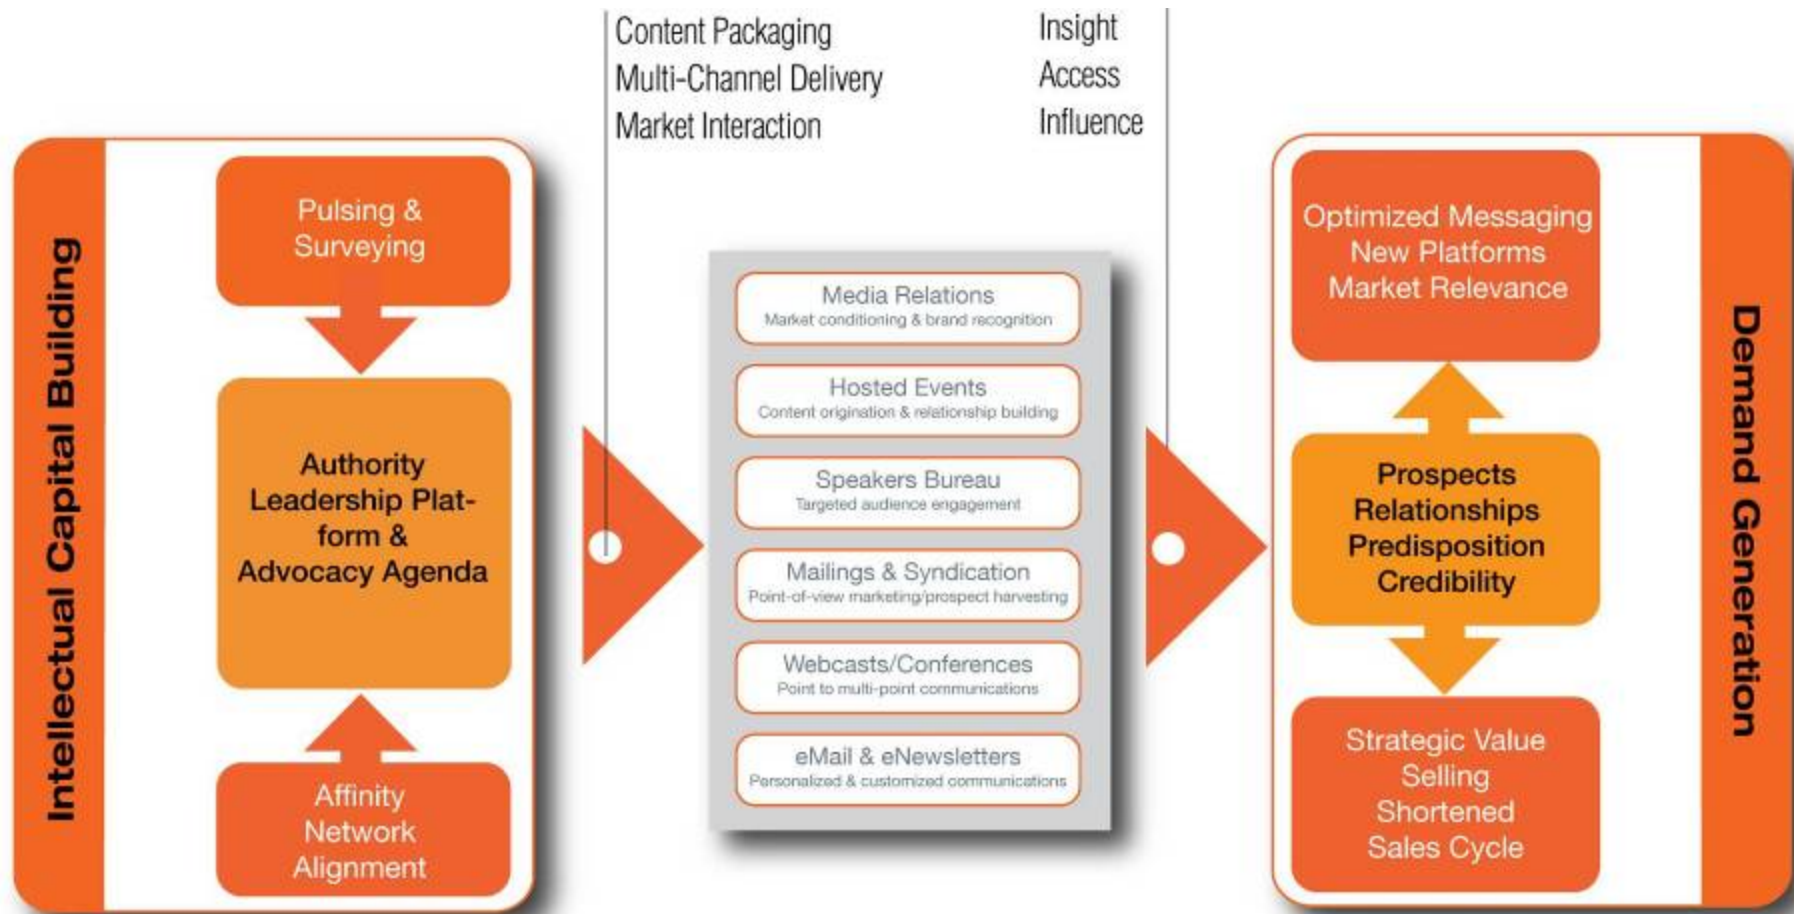 Content Packaging
Multi-Channel Delivery
Market Interaction
Insight
Access
Influence
Intellectual Capital Building
Pulsing &
Surveying
Authority
Leadership Plat-
form &
Advocacy Agenda
Affinity
Network
Alignment
Media Relations
Market conditioning & brand recognition
Hosted Events
Content origination & relationship building
Speakers Bureau
Targeted audience engagement
Mailings & Syndication
Point-of-view marketing/prospect harvesting
Webcasts/Conferences
Point to multi-point communications
eMail & eNewsletters
Personalized & customized communications
Optimized Messaging
New Platforms
Market Relevance
Prospects
Relationships
Predisposition
Credibility
Strategic Value
Selling
Shortened
Sales Cycle
Demand Generation